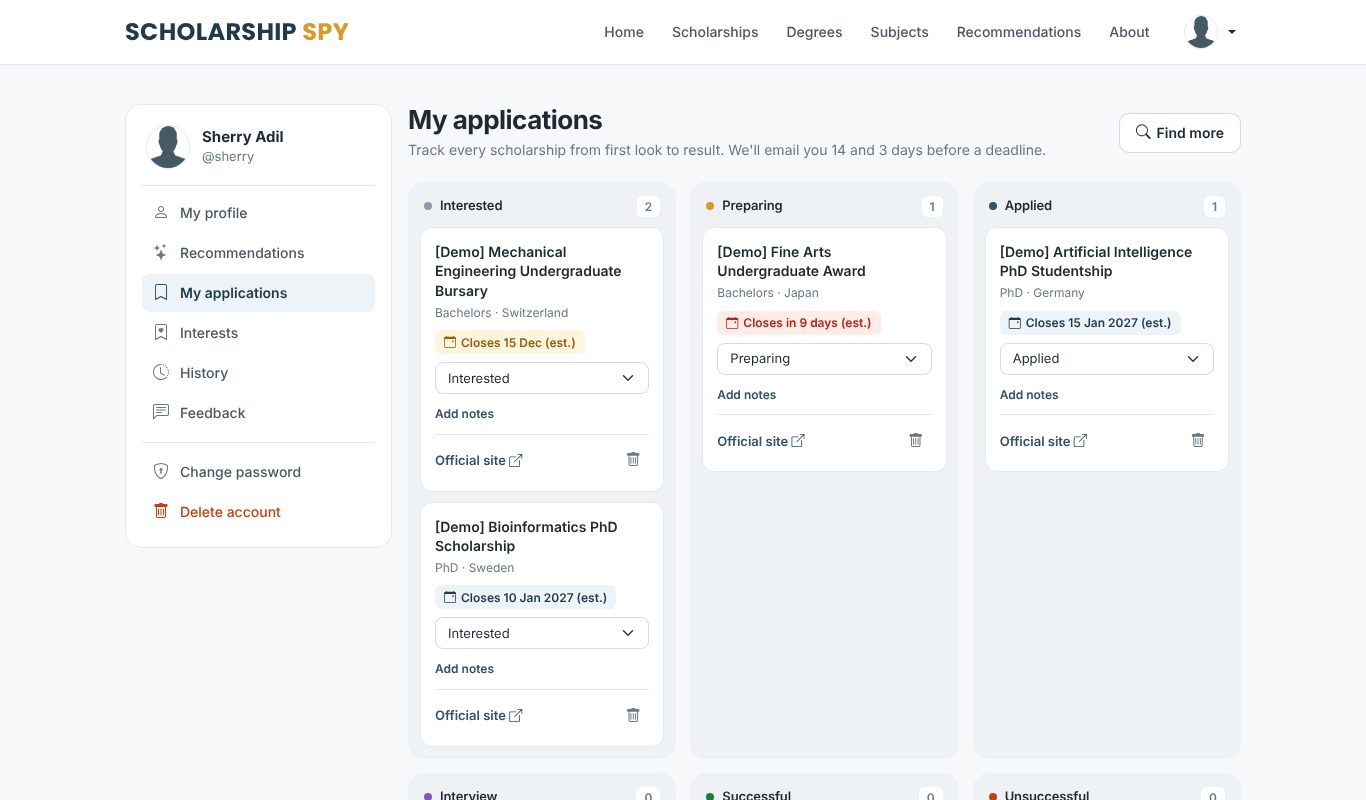 SCHOLARSHIP SPY
Home
Scholarships
Degrees
Subjects
Recommendations
About
Sherry Adil
@sherry
My profile
Recommendations
My applications
Interests
History
Feedback
Change password
Delete account
My applications
Track every scholarship from first look to result. We'll email you 14 and 3 days before a deadline.
Find more
Interested
2
[Demo] Mechanical
Engineering Undergraduate
Bursary
Bachelors · Switzerland
Closes 15 Dec (est.)
Interested
Add notes
Official site
[Demo] Bioinformatics PhD
Scholarship
PhD · Sweden
Closes 10 Jan 2027 (est.)
Interested
Add notes
Official site
Preparing
1
[Demo] Fine Arts
Undergraduate Award
Bachelors · Japan
Closes in 9 days (est.)
Preparing
Add notes
Official site
Applied
1
[Demo] Artificial Intelligence
PhD Studentship
PhD · Germany
Closes 15 Jan 2027 (est.)
Applied
Add notes
Official site
Interview
0
Successful
0
Unsuccessful
0